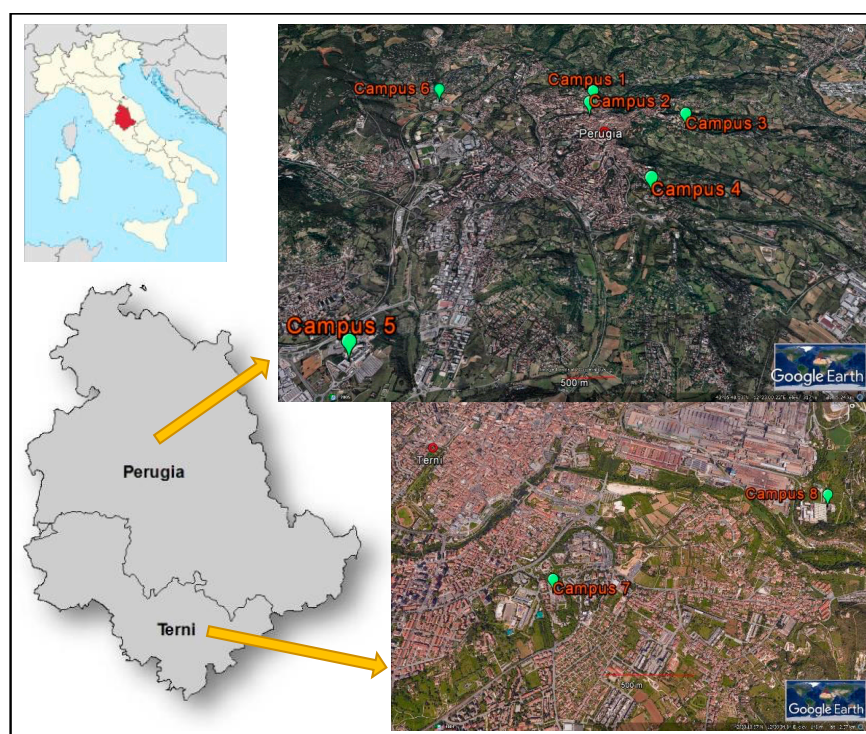 Campus 1
Campus 6
Campus 2
Campus 3
Perugia
Campus 4
Campus 5
500 m
Google Earth
Perugia
Terni
Terni
Campus 8
Campus 7
500 m
Google Earth